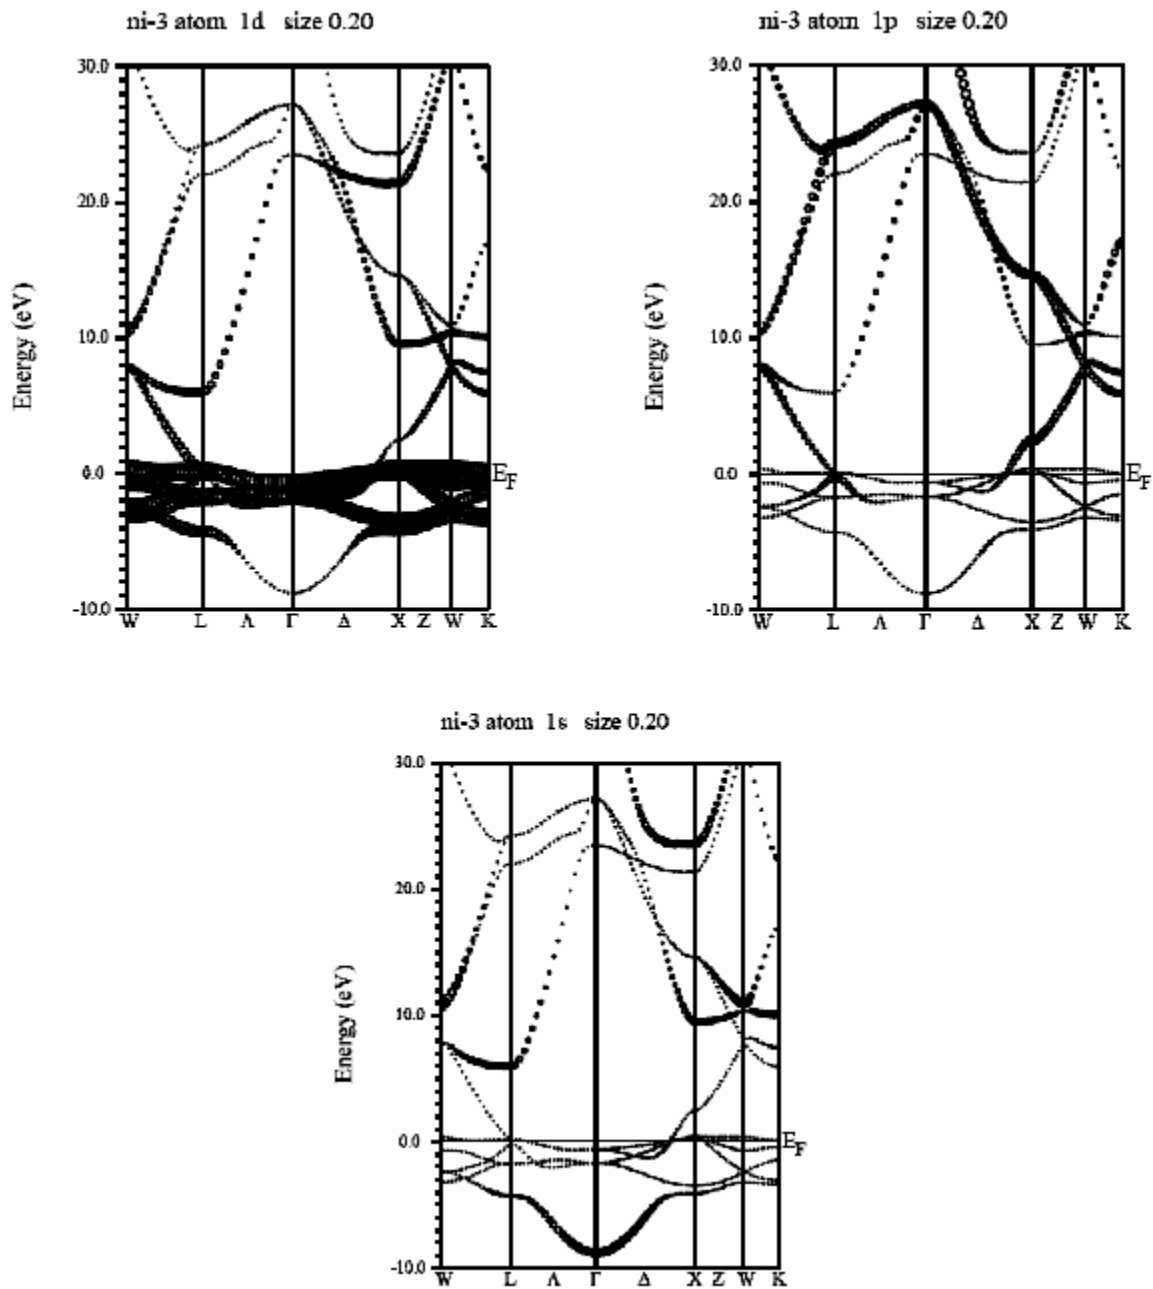 ni-3 atom 1d size 0.20
30.0
20.0
10.0
0.0
-10.0
Energy (eV)
E_F
W L Λ Γ Δ X Z W K
ni-3 atom 1p size 0.20
30.0
20.0
10.0
0.0
-10.0
Energy (eV)
E_F
W L Λ Γ Δ X Z W K
ni-3 atom 1s size 0.20
30.0
20.0
10.0
0.0
-10.0
Energy (eV)
E_F
W L Λ Γ Δ X Z W K